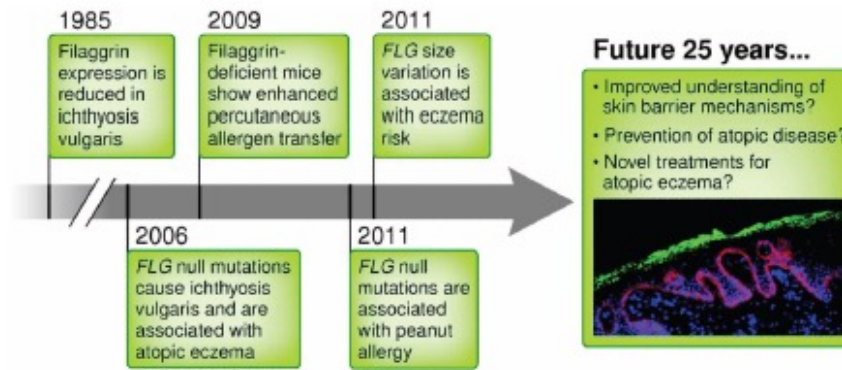 1985
Filaggrin
expression is
reduced in
ichthyosis
vulgaris
2009
Filaggrin-
deficient mice
show enhanced
percutaneous
allergen transfer
2011
FLG size
variation is
associated with
with eczema
risk
2006
FLG null mutations
cause ichthyosis
vulgaris and are
associated with
atopic eczema
2011
FLG null
mutations are
associated
with peanut
allergy
Future 25 years...
• Improved understanding of
skin barrier mechanisms?
• Prevention of atopic disease?
• Novel treatments for
atopic eczema?